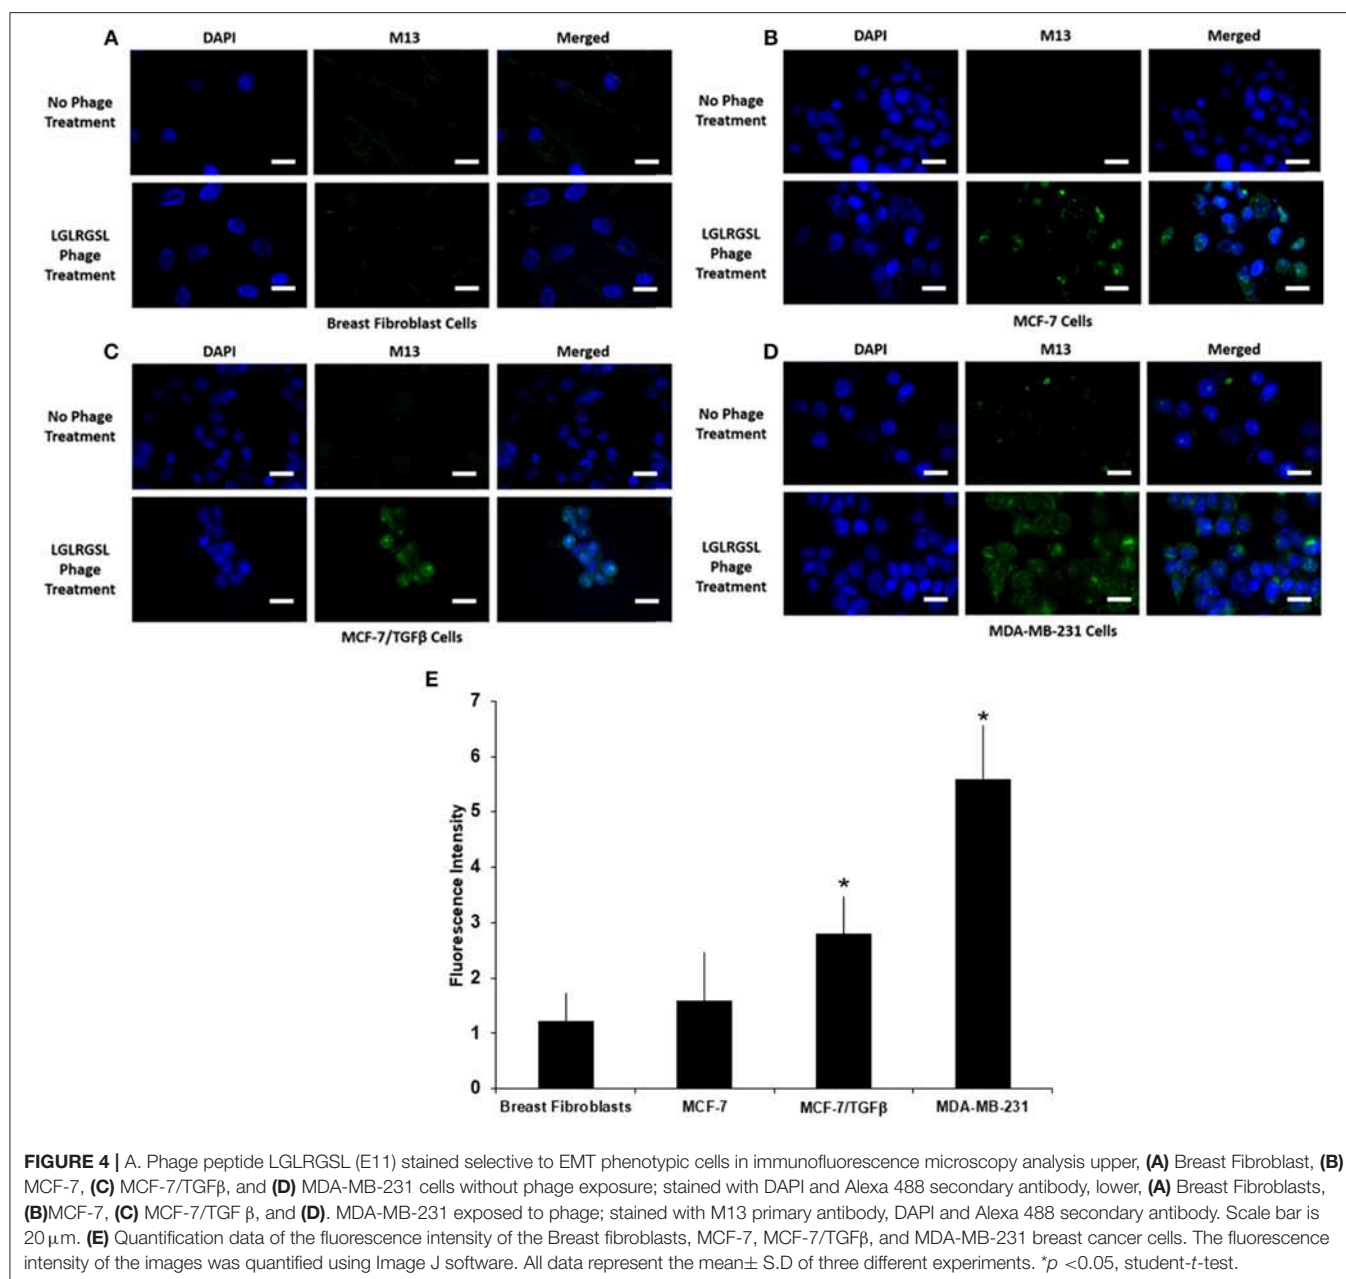 A
DAPI
M13
Merged
No Phage
Treatment
LGLRGSL
Phage
Treatment
Breast Fibroblast Cells
B
DAPI
M13
Merged
No Phage
Treatment
LGLRGSL
Phage
Treatment
MCF-7 Cells
C
DAPI
M13
Merged
No Phage
Treatment
LGLRGSL
Phage
Treatment
MCF-7/TGFβ Cells
D
DAPI
M13
Merged
No Phage
Treatment
LGLRGSL
Phage
Treatment
MDA-MB-231 Cells
E
Fluorescence Intensity
7
6
5
4
3
2
1
0
*
*
Breast Fibroblasts
MCF-7
MCF-7/TGFβ
MDA-MB-231
FIGURE 4 | A. Phage peptide LGLRGSL (E11) stained selective to EMT phenotypic cells in immunofluorescence microscopy analysis upper, (A) Breast Fibroblast, (B)
MCF-7, (C) MCF-7/TGFβ, and (D) MDA-MB-231 cells without phage exposure; stained with DAPI and Alexa 488 secondary antibody, lower, (A) Breast Fibroblasts,
(B)MCF-7, (C) MCF-7/TGF β, and (D). MDA-MB-231 exposed to phage; stained with M13 primary antibody, DAPI and Alexa 488 secondary antibody. Scale bar is
20 μm. (E) Quantification data of the fluorescence intensity of the Breast fibroblasts, MCF-7, MCF-7/TGFβ, and MDA-MB-231 breast cancer cells. The fluorescence
intensity of the images was quantified using Image J software. All data represent the mean± S.D of three different experiments. *p <0.05, student-t-test.